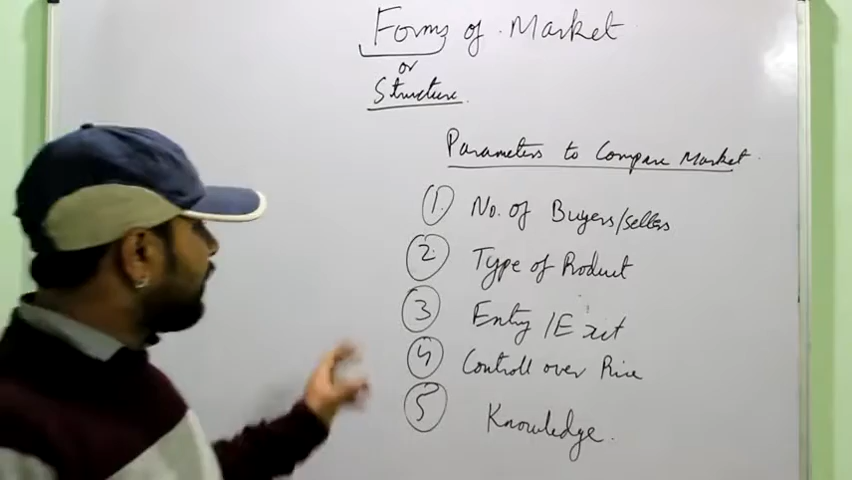 Forms of Market
or
Structure
Parameters to Compare Market
1. No. of Buyers/sellers
2. Type of Product
3 Entry / Exit
4 Controll over Price
5 Knowledge.